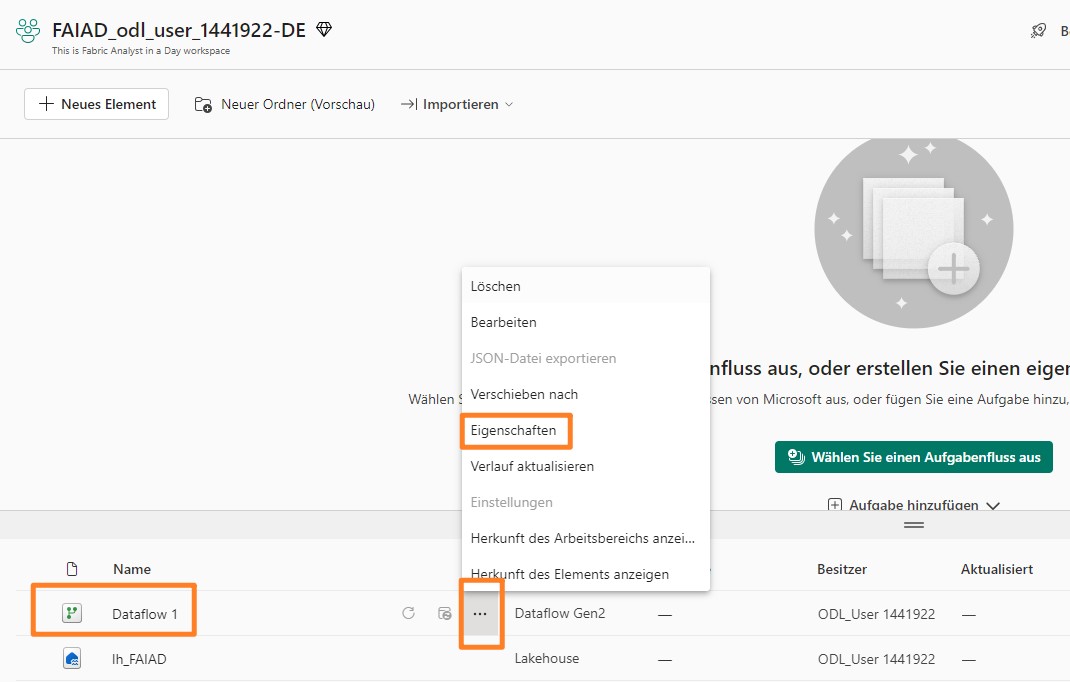 FAIAD_odl_user_1441922-DE
This is Fabric Analyst in a Day workspace
Neues Element
Neuer Ordner (Vorschau)
Importieren
Löschen
Bearbeiten
JSON-Datei exportieren
Verschieben nach
Eigenschaften
Verlauf aktualisieren
Einstellungen
Herkunft des Arbeitsbereichs anzei...
Herkunft des Elements anzeigen
nfluss aus, oder erstellen Sie einen eiger
Wählen S
ssen von Microsoft aus, oder fügen Sie eine Aufgabe hinzu,
Wählen Sie einen Aufgabenfluss aus
Aufgabe hinzufügen
Name Besitzer Aktualisiert
Dataflow 1 ... Dataflow Gen2 — ODL_User 1441922 —
lh_FAIAD Lakehouse — ODL_User 1441922 —